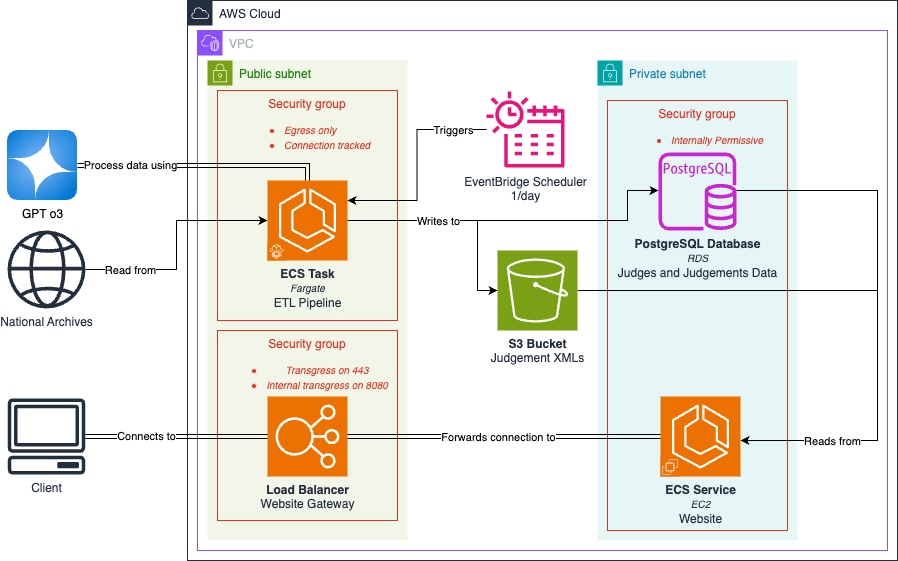 AWS Cloud
VPC
Public subnet
Private subnet
Security group
Egress only
Connection tracked
Security group
Internally Permissive
Triggers
Process data using
GPT o3
EventBridge Scheduler
1/day
PostgreSQL
Writes to
PostgreSQL Database
RDS
Judges and Judgements Data
Read from
ECS Task
Fargate
ETL Pipeline
National Archives
Security group
S3 Bucket
Judgement XMLs
Transgress on 443
Internal transgress on 8080
Connects to
Forwards connection to
Reads from
Client
Load Balancer
Website Gateway
ECS Service
EC2
Website